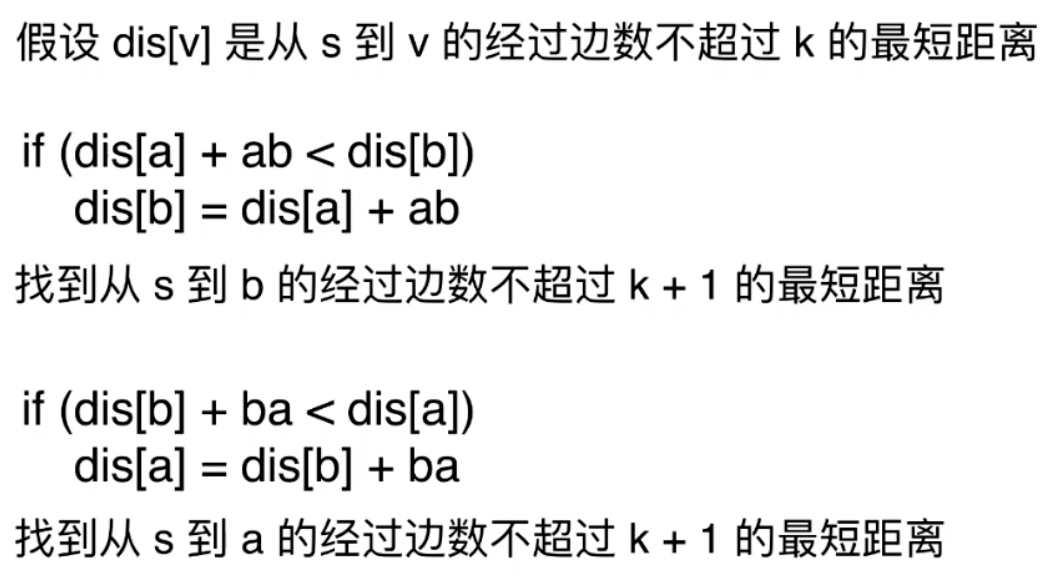 假设 dis[v] 是从 s 到 v 的经过边数不超过 k 的最短距离
if (dis[a] + ab < dis[b])
dis[b] = dis[a] + ab
找到从 s 到 b 的经过边数不超过 k + 1 的最短距离
if (dis[b] + ba < dis[a])
dis[a] = dis[b] + ba
找到从 s 到 a 的经过边数不超过 k + 1 的最短距离